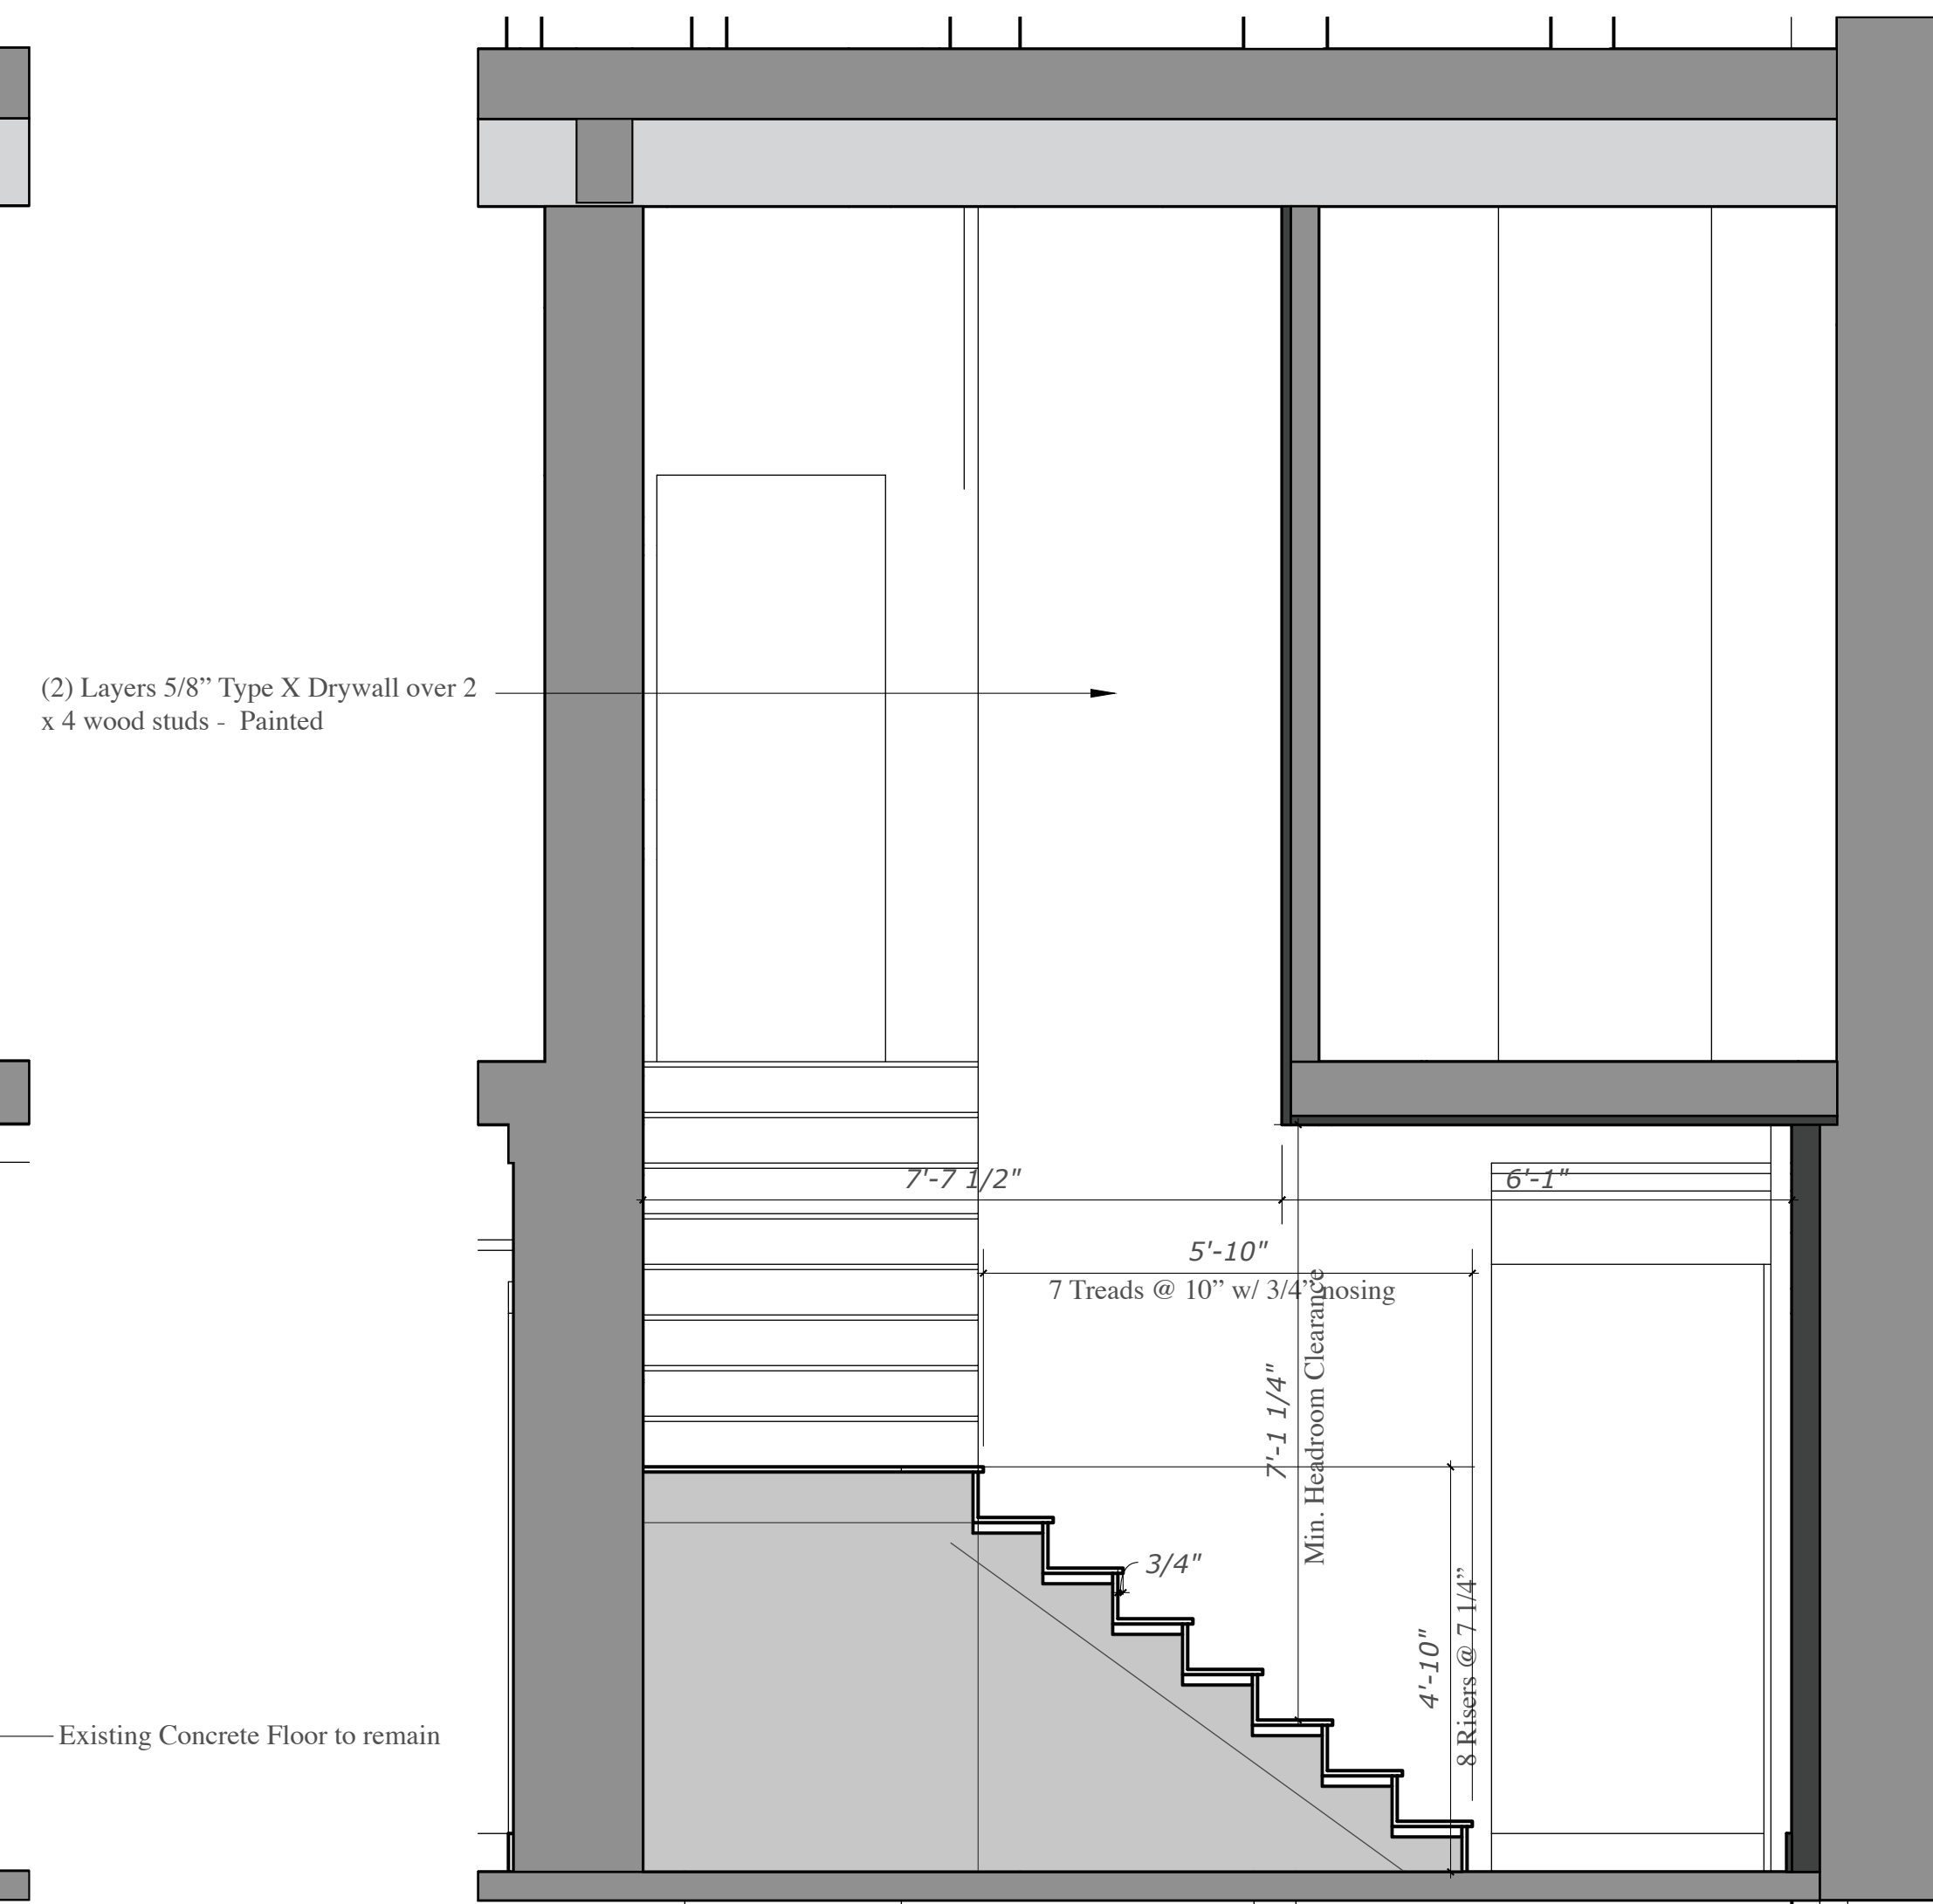 (2) Layers 5/8” Type X Drywall over 2
x 4 wood studs -  Painted
7'-7 1/2"
6'-1"
5'-10"
7 Treads @ 10” w/ 3/4” nosing
7'-1 1/4"
Min. Headroom Clearance
3/4"
4'-10"
8 Risers @ 7 1/4”
Existing Concrete Floor to remain